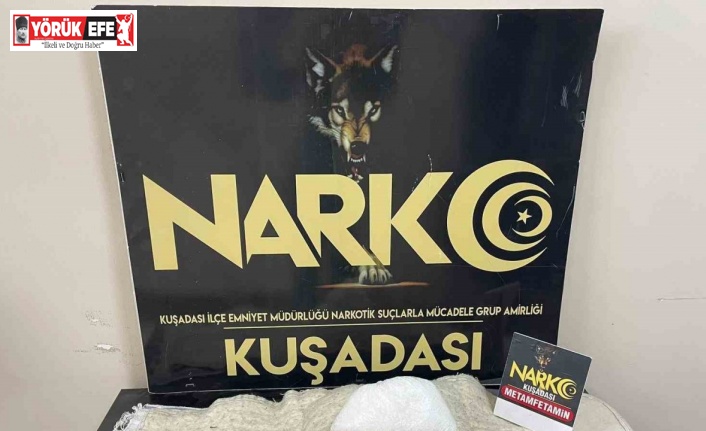 YÖRÜK EFE
"İlkeli ve Doğru Haber"
NARKO
KUŞADASI İLÇE EMNİYET MÜDÜRLÜĞÜ NARKOTİK SUÇLARLA MÜCADELE GRUP AMİRLİĞİ
KUŞADASI
NARKO
KUŞADASI
METAMFETAMİN